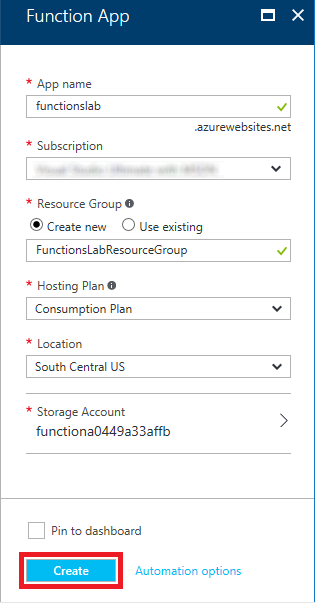 Function App
* App name
functionslab
.azurewebsites.net
* Subscription
* Resource Group
Create new Use existing
FunctionsLabResourceGroup
* Hosting Plan
Consumption Plan
* Location
South Central US
* Storage Account
functiona0449a33affb
Pin to dashboard
Create Automation options